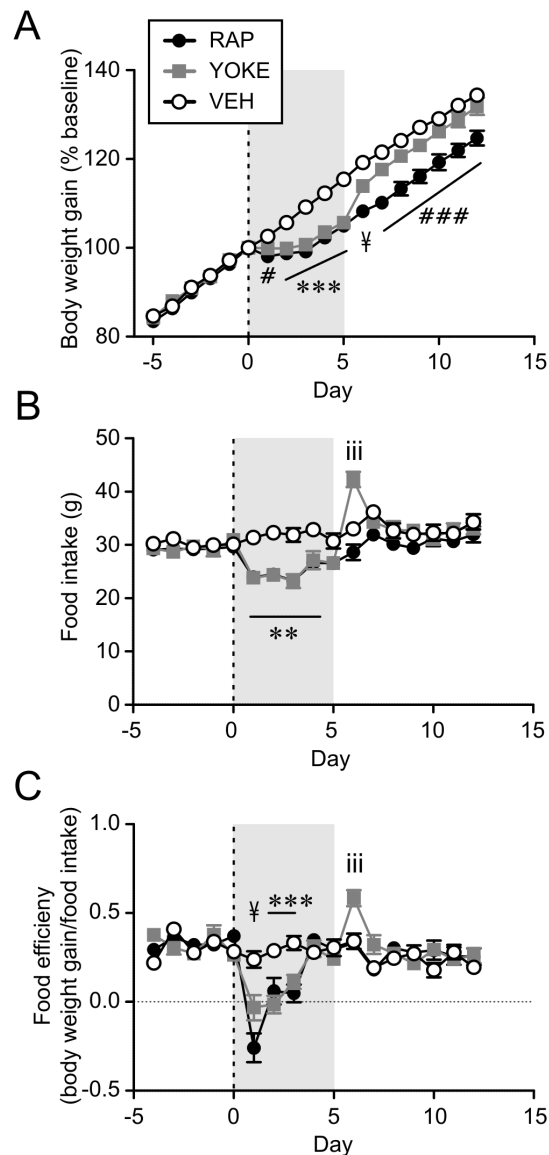 A
RAP
YOKE
VEH
Body weight gain (% baseline)
140
120
100
80
#
***
¥
###
-5
0
5
10
15
Day
B
Food intake (g)
50
40
30
20
10
0
iii
**
-5
0
5
10
15
Day
C
Food efficieny
(body weight gain/food intake)
1.0
0.5
0.0
-0.5
¥
***
iii
-5
0
5
10
15
Day